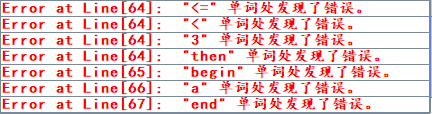 Error at Line[64]: "<=" 单词处发现了错误。
Error at Line[64]: "<" 单词处发现了错误。
Error at Line[64]: "3" 单词处发现了错误。
Error at Line[64]: "then" 单词处发现了错误。
Error at Line[65]: "begin" 单词处发现了错误。
Error at Line[66]: "a" 单词处发现了错误。
Error at Line[67]: "end" 单词处发现了错误。